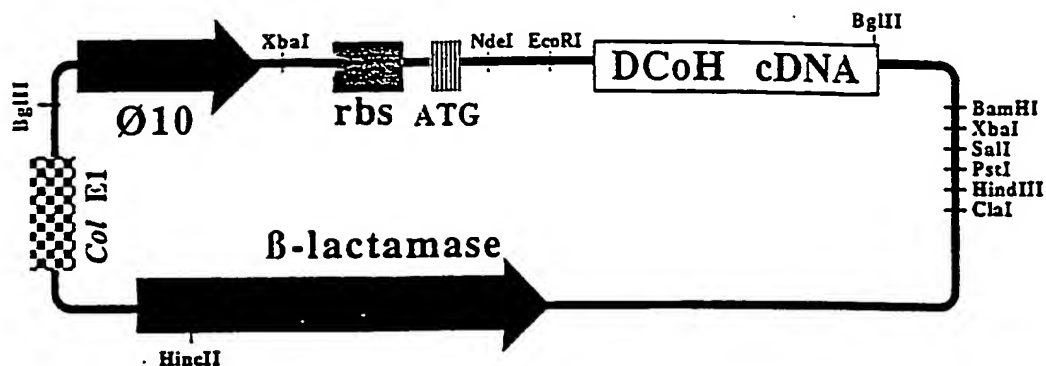 BglII
XbaI
NdeI
EcoRI
DCoH cDNA
BglII
Ø10
rbs
ATG
BamHI
XbaI
SalI
PstI
HindIII
ClaI
Col E1
ß-lactamase
HincII